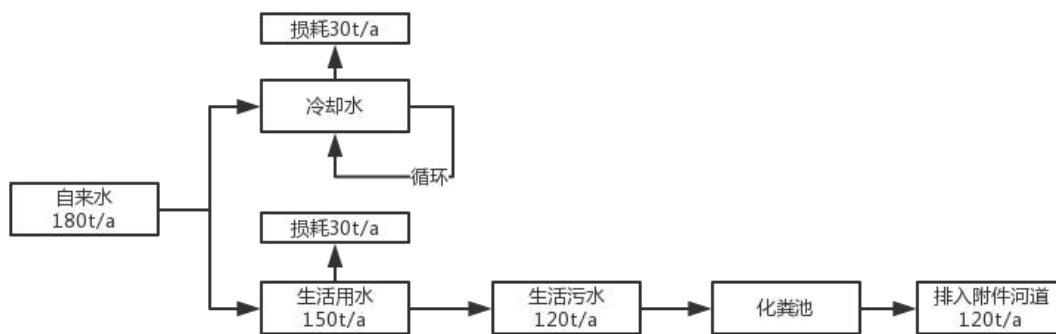 损耗30t/a
冷却水
循环
自来水
180t/a
损耗30t/a
生活用水
150t/a
生活污水
120t/a
化粪池
排入附件河道
120t/a